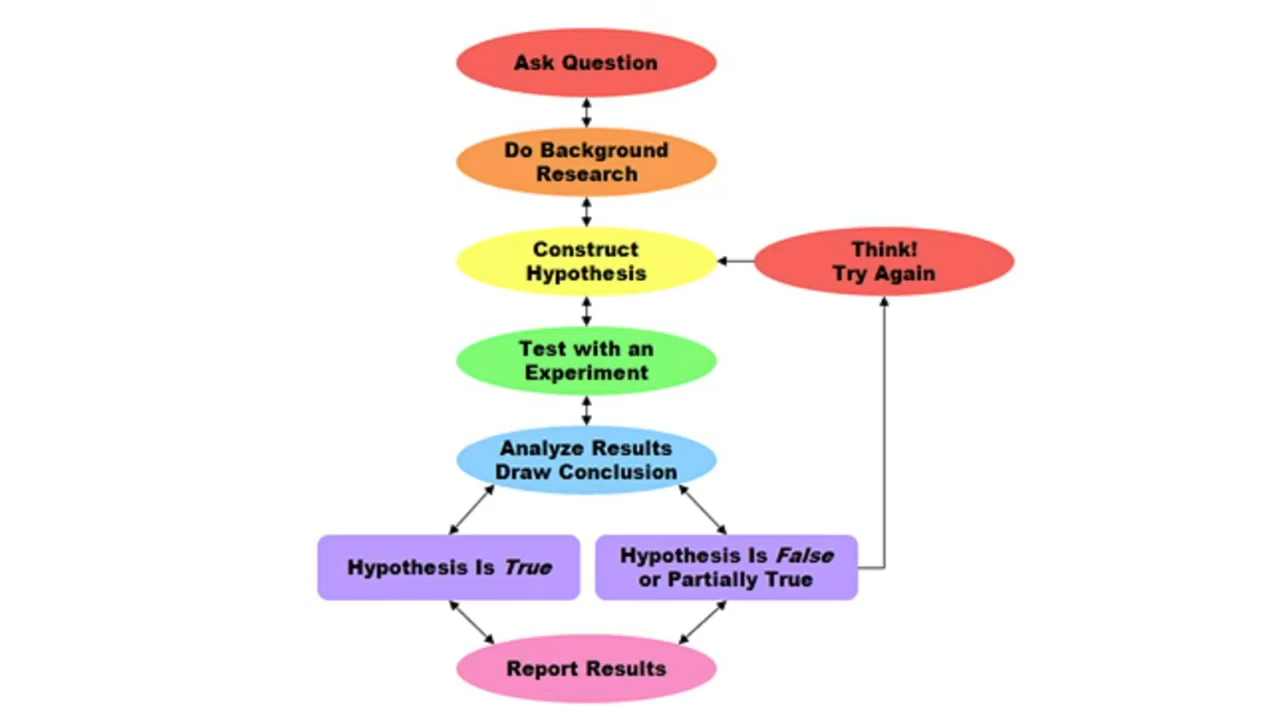 Ask Question
Do Background
Research
Construct
Hypothesis
Think!
Try Again
Test with an
Experiment
Analyze Results
Draw Conclusion
Hypothesis Is True
Hypothesis Is False
or Partially True
Report Results